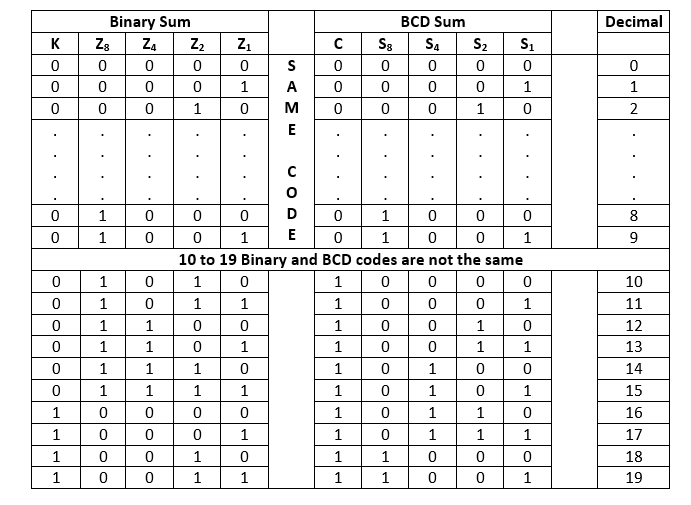 Binary Sum BCD Sum Decimal
K Z8 Z4 Z2 Z1 C S8 S4 S2 S1
0 0 0 0 0 S 0 0 0 0 0 0
0 0 0 0 1 A 0 0 0 0 1 1
0 0 0 1 0 M 0 0 0 1 0 2
. . . . . E . . . . . .
. . . . . C . . . . . .
. . . . . O . . . . . .
0 1 0 0 0 D 0 1 0 0 0 8
0 1 0 0 1 E 0 1 0 0 1 9
10 to 19 Binary and BCD codes are not the same
0 1 0 1 0 1 0 0 0 0 10
0 1 0 1 1 1 0 0 0 1 11
0 1 1 0 0 1 0 0 1 0 12
0 1 1 0 1 1 0 0 1 1 13
0 1 1 1 0 1 0 1 0 0 14
0 1 1 1 1 1 0 1 0 1 15
1 0 0 0 0 1 0 1 1 0 16
1 0 0 0 1 1 0 1 1 1 17
1 0 0 1 0 1 1 0 0 0 18
1 0 0 1 1 1 1 0 0 1 19